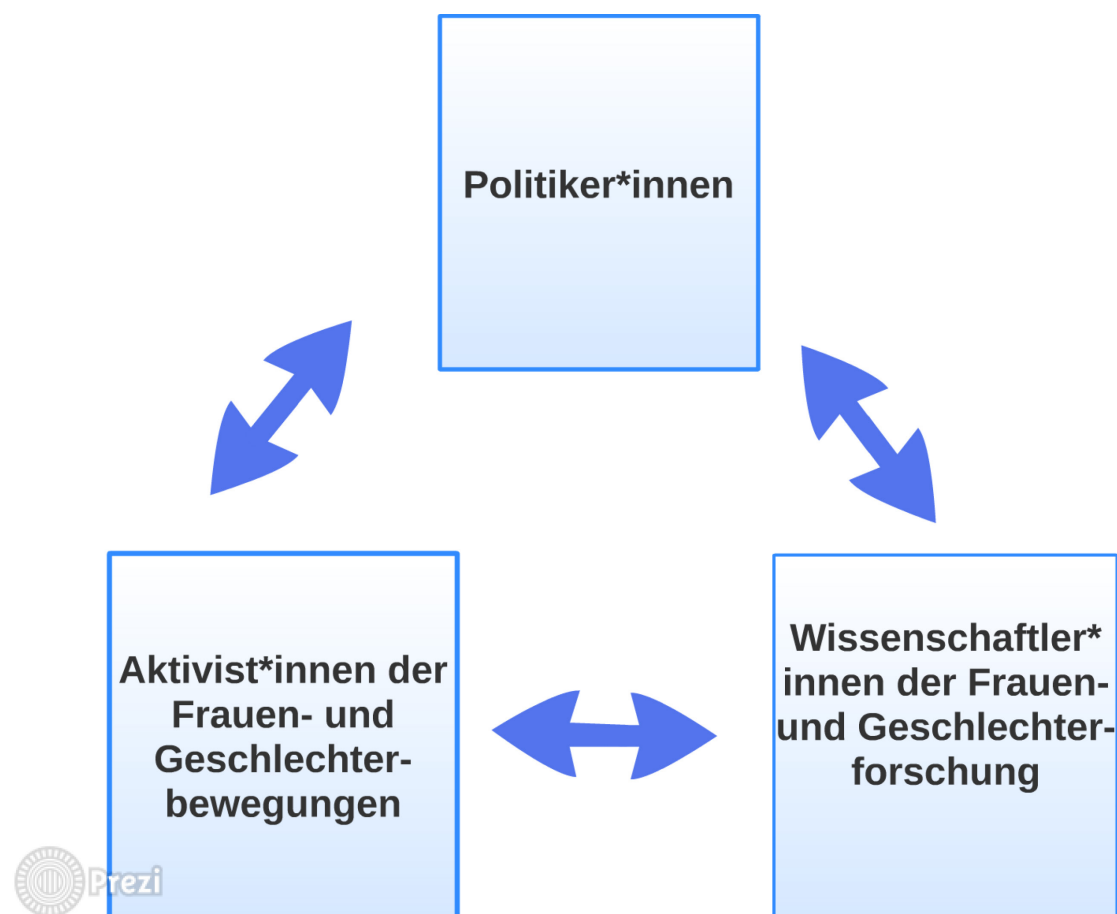 Politiker*innen
Aktivist*innen der
Frauen- und
Geschlechter-
bewegungen
Wissenschaftler*
innen der Frauen-
und Geschlechter-
forschung
Prezi